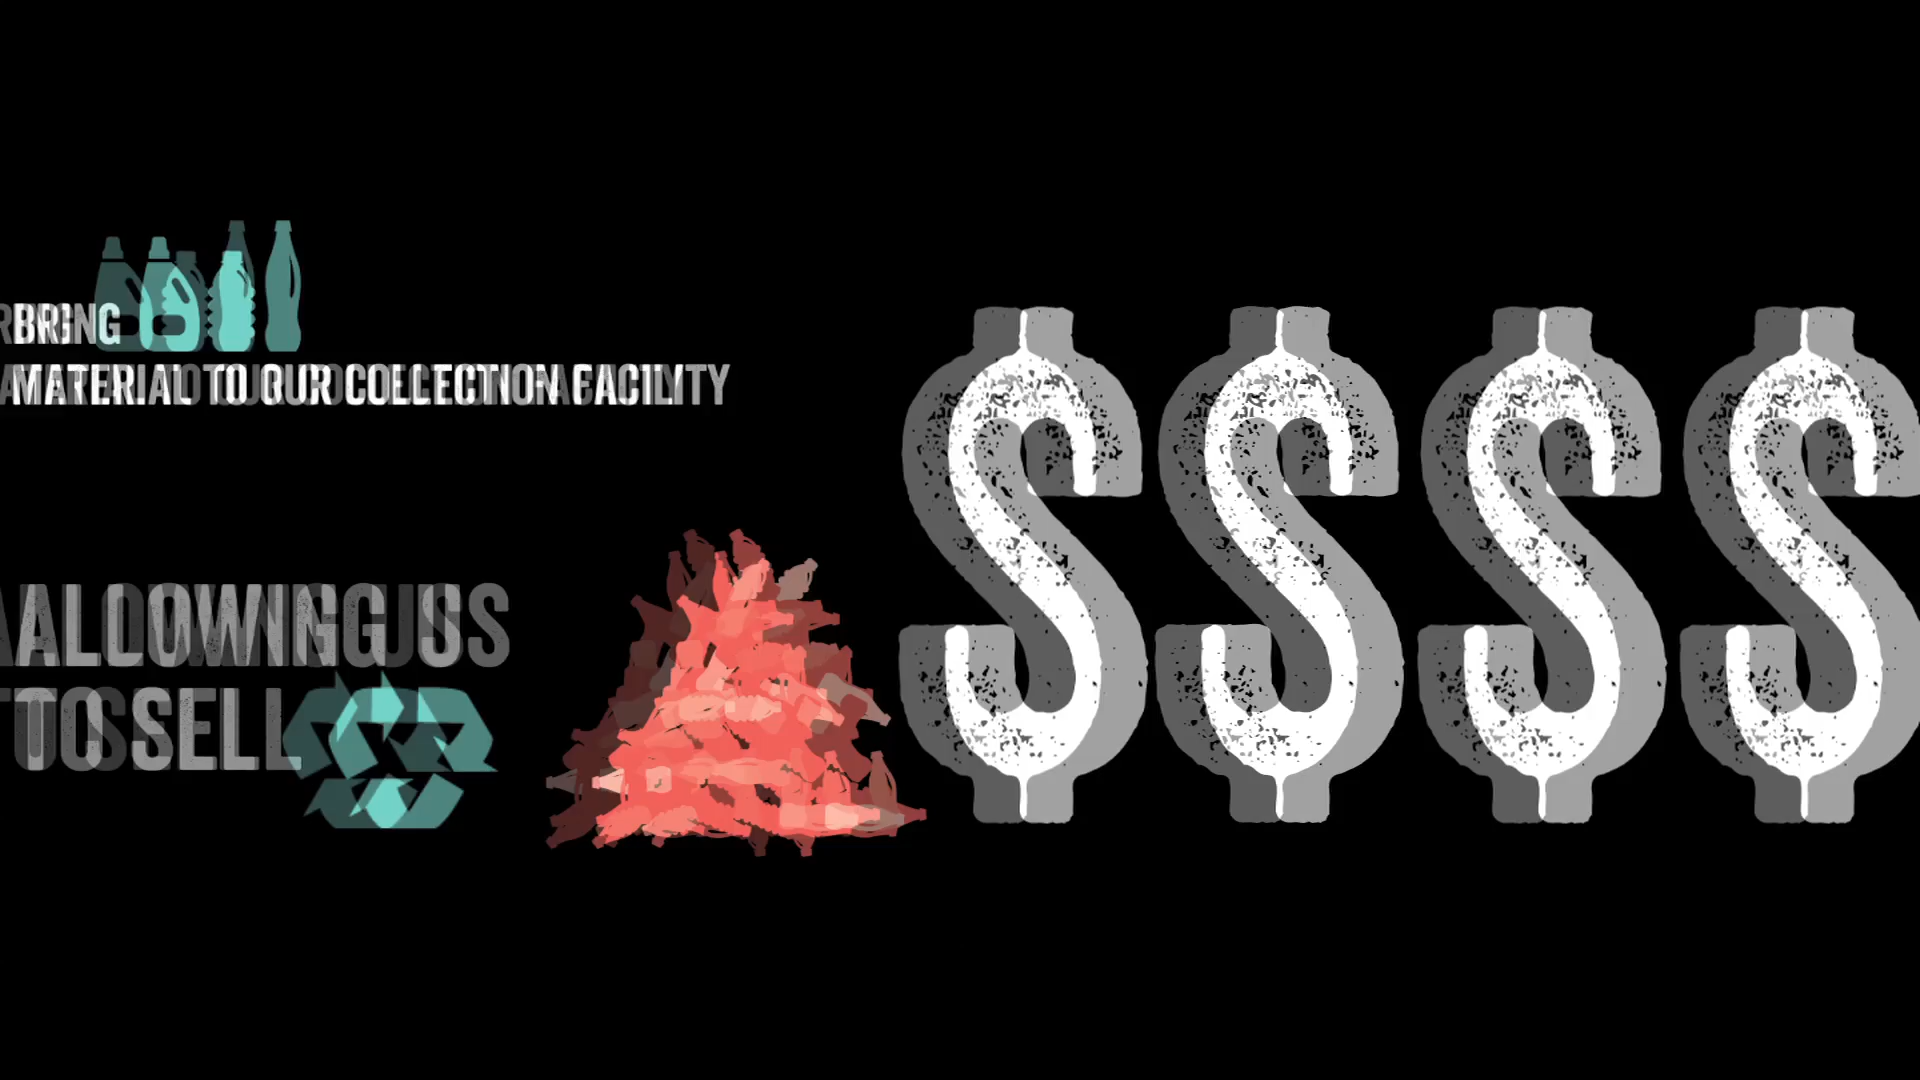 BRING
MATERIAL TO OUR COLLECTION FACILITY
ALLOWING US
TO SELL
$$$$